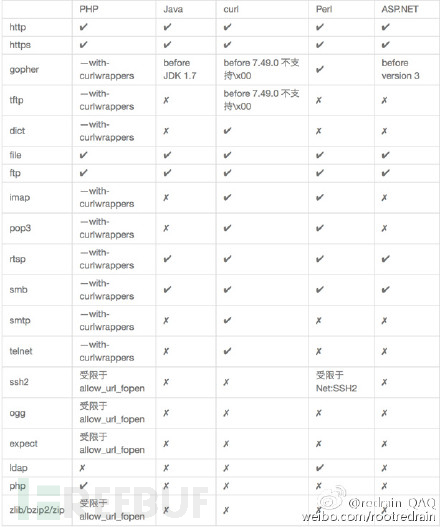 PHP Java curl Perl ASP.NET
http ✔ ✔ ✔ ✔ ✔
https ✔ ✔ ✔ ✔ ✔
gopher —with-curlwrappers before JDK 1.7 before 7.49.0 不支持\x00 ✔ before version 3
tftp —with-curlwrappers ✗ before 7.49.0 不支持\x00 ✗ ✗
dict —with-curlwrappers ✗ ✔ ✗ ✗
file ✔ ✔ ✔ ✔ ✔
ftp ✔ ✔ ✔ ✔ ✔
imap —with-curlwrappers ✗ ✔ ✔ ✗
pop3 —with-curlwrappers ✗ ✔ ✔ ✗
rtsp —with-curlwrappers ✔ ✔ ✔ ✔
smb —with-curlwrappers ✔ ✔ ✔ ✔
smtp —with-curlwrappers ✗ ✔ ✗ ✗
telnet —with-curlwrappers ✗ ✔ ✗ ✗
ssh2 受限于 allow_url_fopen ✗ ✗ 受限于 Net:SSH2 ✗
ogg 受限于 allow_url_fopen ✗ ✗ ✗ ✗
expect 受限于 allow_url_fopen ✗ ✗ ✗ ✗
ldap ✗ ✗ ✗ ✔ ✗
php ✔ ✗ ✗ ✗ ✗
zlib/bzip2/zip 受限于 allow_url_fopen ✗ ✗ ✗ ✗
FREEBUF
@redrain_QAQ
weibo.com/rootredrain